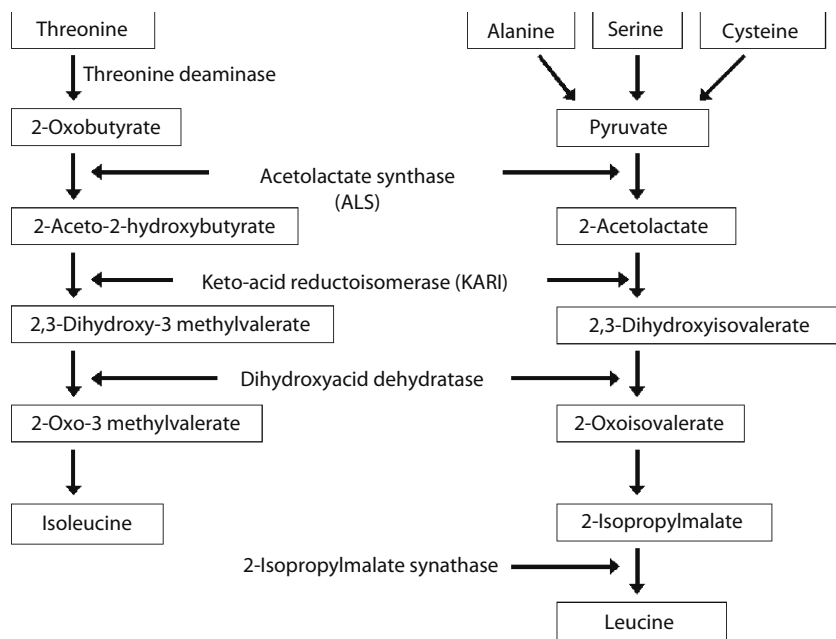 Threonine
Alanine
Serine
Cysteine
Threonine deaminase
2-Oxobutyrate
Pyruvate
Acetolactate synthase
(ALS)
2-Aceto-2-hydroxybutyrate
2-Acetolactate
Keto-acid reductoisomerase (KARI)
2,3-Dihydroxy-3 methylvalerate
2,3-Dihydroxyisovalerate
Dihydroxyacid dehydratase
2-Oxo-3 methylvalerate
2-Oxoisovalerate
Isoleucine
2-Isopropylmalate
2-Isopropylmalate synathase
Leucine